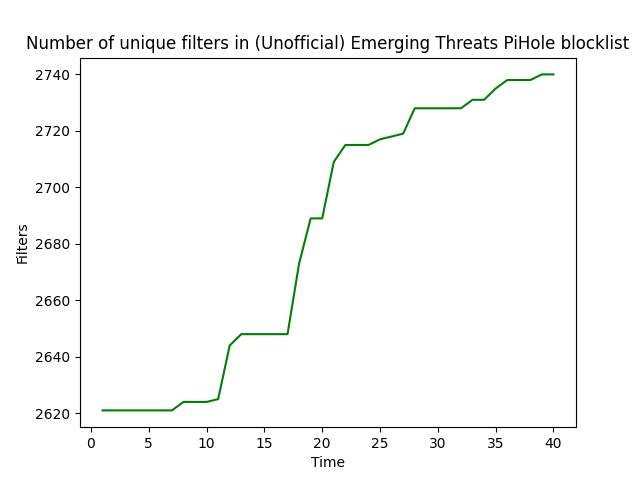 Number of unique filters in (Unofficial) Emerging Threats PiHole blocklist
2740
2720
2700
2680
2660
2640
2620
Filters
0 5 10 15 20 25 30 35 40
Time